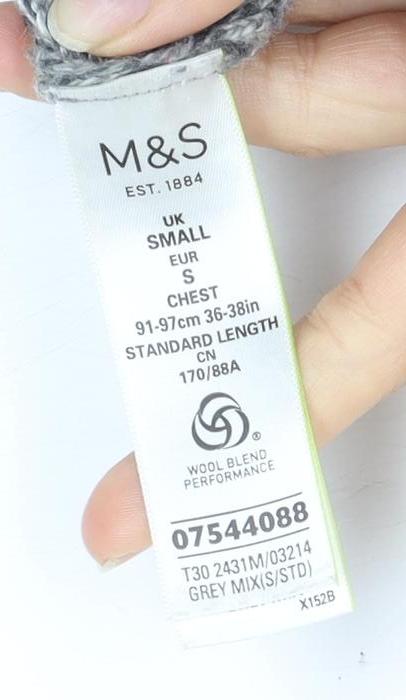 M&S
EST. 1884
UK
SMALL
EUR
S
CHEST
91-97cm 36-38in
STANDARD LENGTH
CN
170/88A
®
WOOL BLEND
PERFORMANCE
07544088
T30 2431M/03214
GREY MIX(S/STD)
X152B